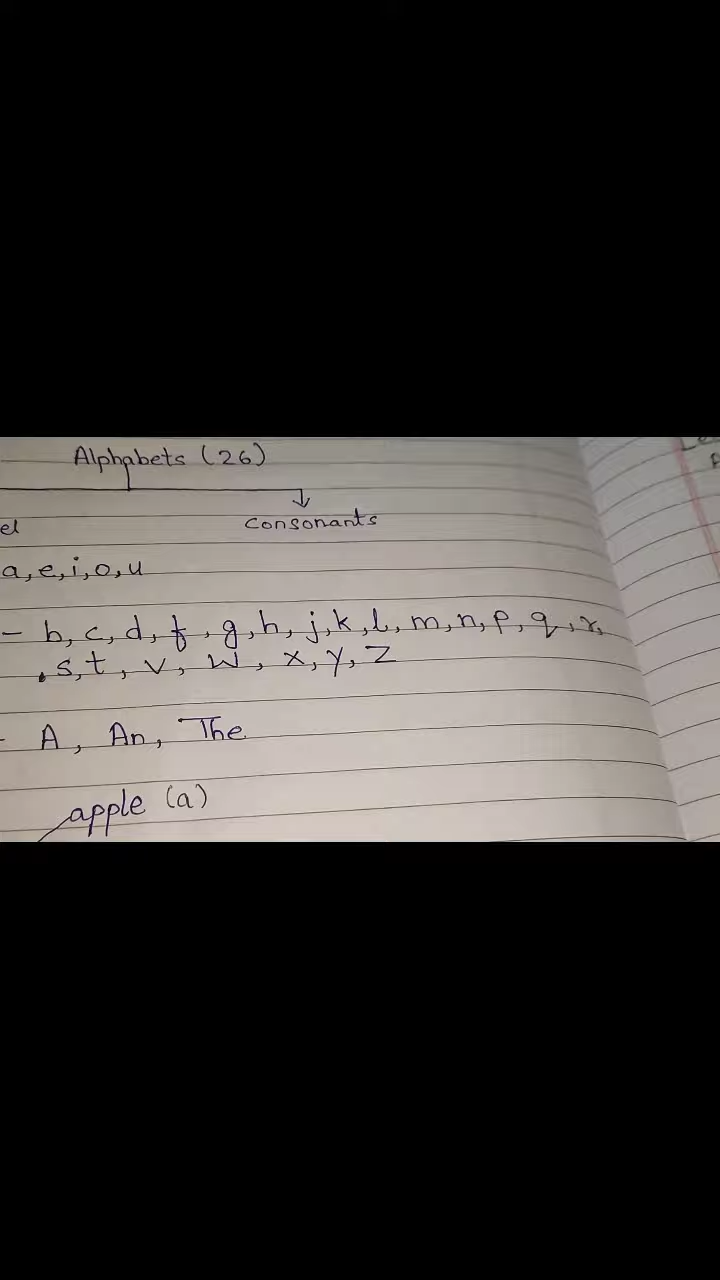 Alphabets (26)
el
Consonants
a, e, i, o, u
- b, c, d, f, g, h, j, k, l, m, n, p, q, r,
s, t, v, w, x, y, z
- A, An, The
apple (a)